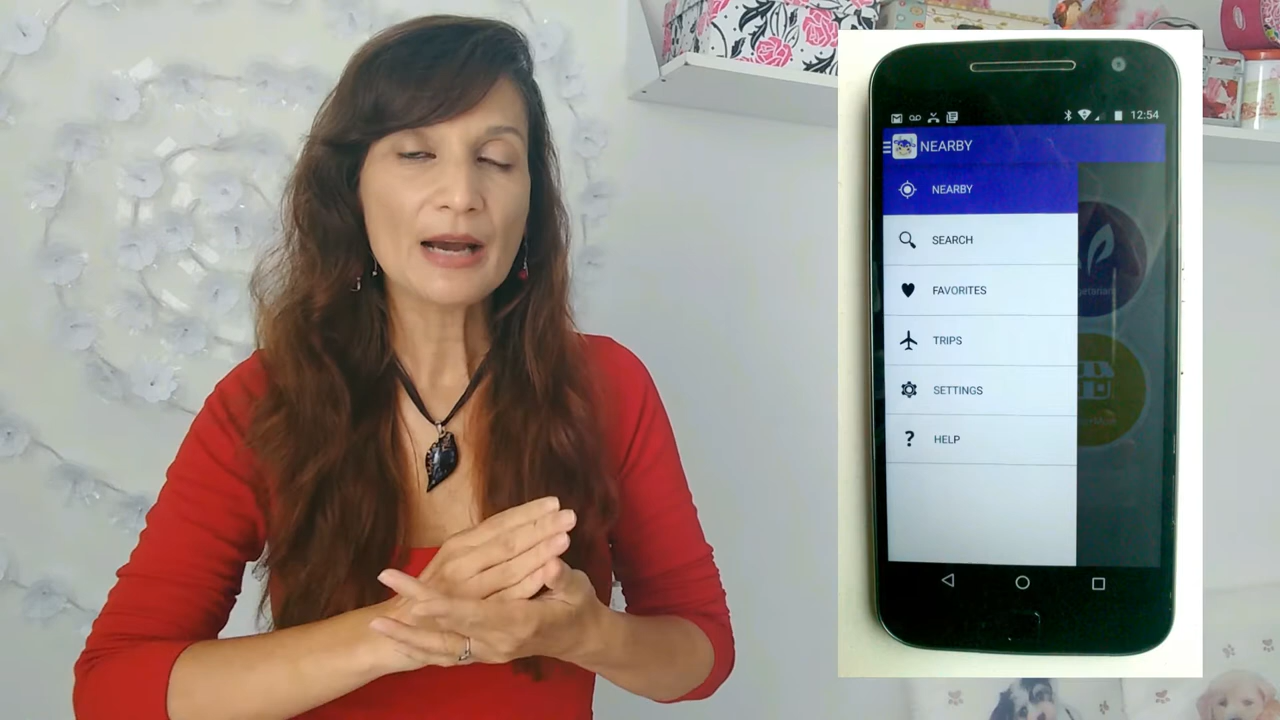 12:54
NEARBY
NEARBY
SEARCH
FAVORITES
TRIPS
SETTINGS
? HELP